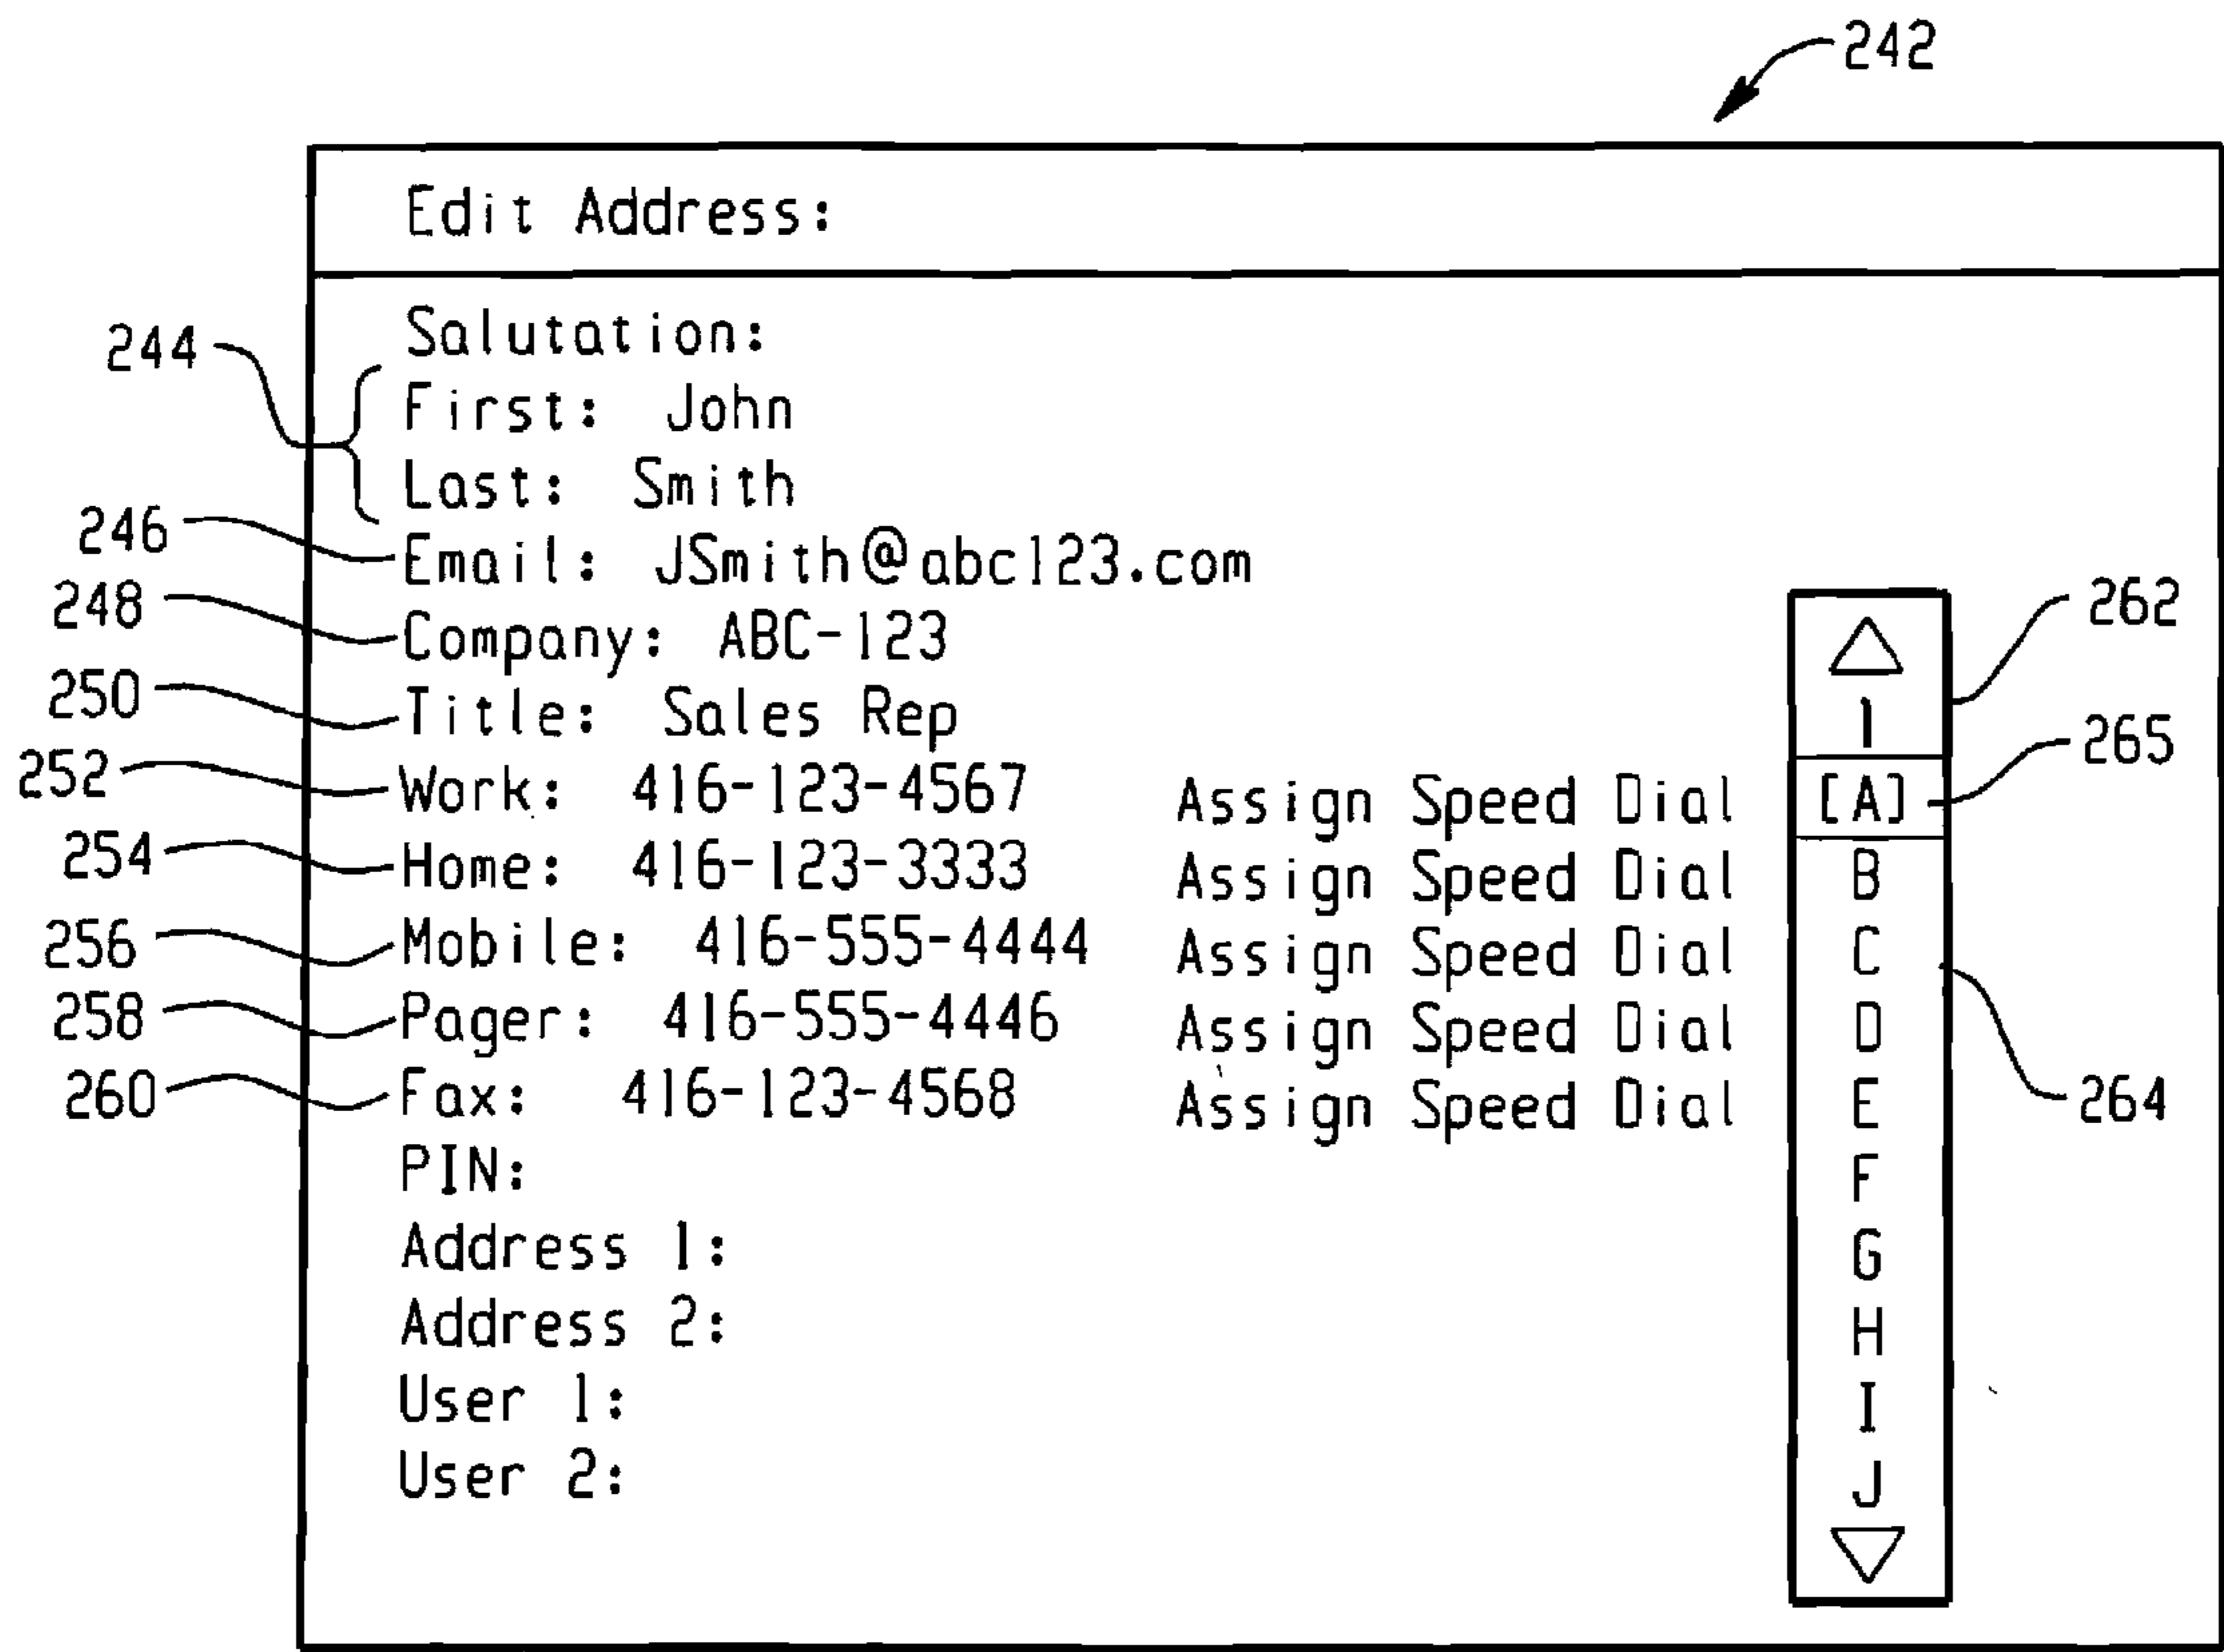 242
Edit Address:
244
Salutation:
First: John
Last: Smith
246
Email: JSmith@abc123.com
248
Company: ABC-123
262
250
Title: Sales Rep
1
265
252
Work: 416-123-4567 Assign Speed Dial [A]
254
Home: 416-123-3333 Assign Speed Dial B
256
Mobile: 416-555-4444 Assign Speed Dial C
258
Pager: 416-555-4446 Assign Speed Dial D
260
Fax: 416-123-4568 Assign Speed Dial E
264
PIN: F
Address 1: G
Address 2: H
User 1: I
User 2: J